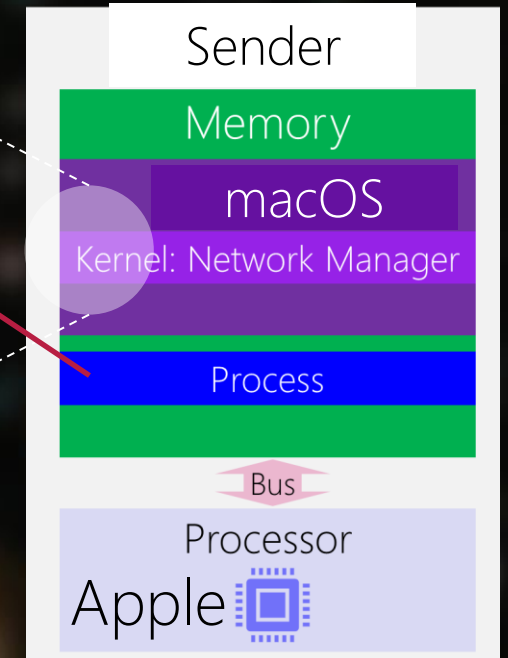 Sender
Memory
macOS
Kernel: Network Manager
Process
Bus
Processor
Apple